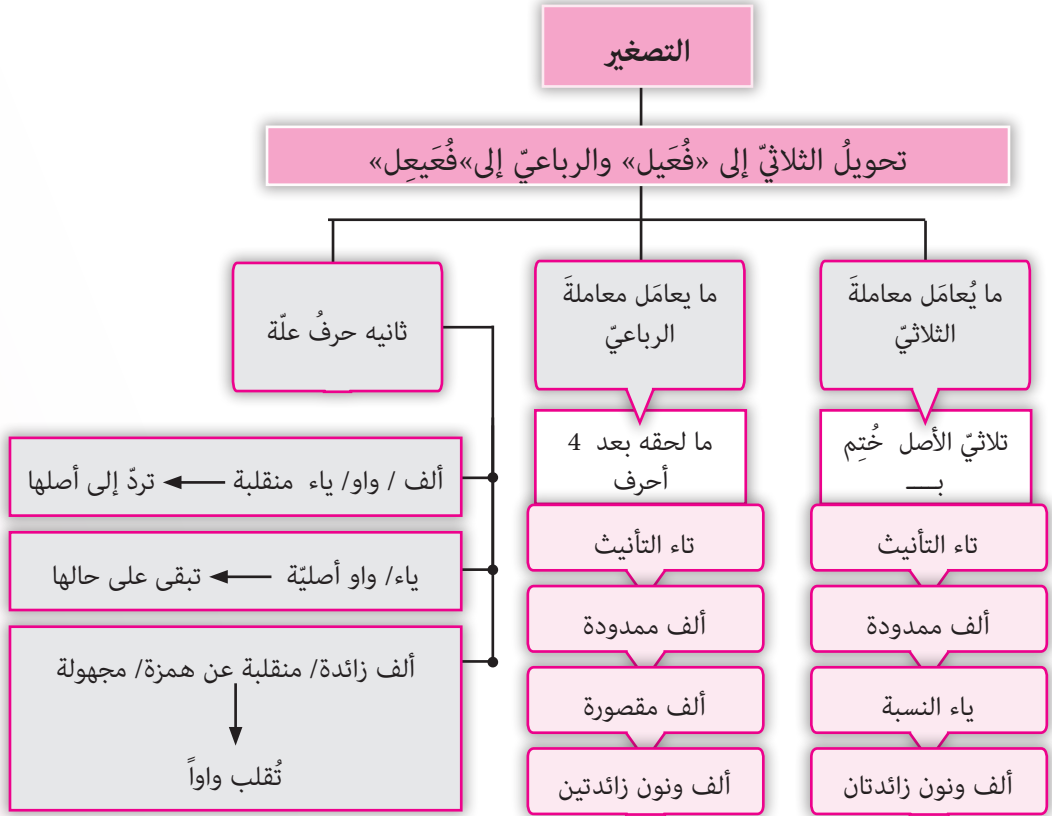 التصغير
تحويلُ الثلاثيّ إلى «فُعَيل» والرباعيّ إلى»فُعَيعِل«
ما يُعامَل معاملةَ
الثلاثيّ
تلاثيّ الأصل خُتِم
بـــ
تاء التأنيث
ألف ممدودة
ياء النسبة
ألف ونون زائدتان
ما يعامَل معاملةَ
الرباعيّ
ما لحقه بعد 4
أحرف
تاء التأنيث
ألف ممدودة
ألف مقصورة
ألف ونون زائدتين
ثانيه حرفُ علّة
ألف / واو/ ياء منقلبة ← تردّ إلى أصلها
ياء/ واو أصليّة ← تبقى على حالها
ألف زائدة/ منقلبة عن همزة/ مجهولة
تُقلب واواً